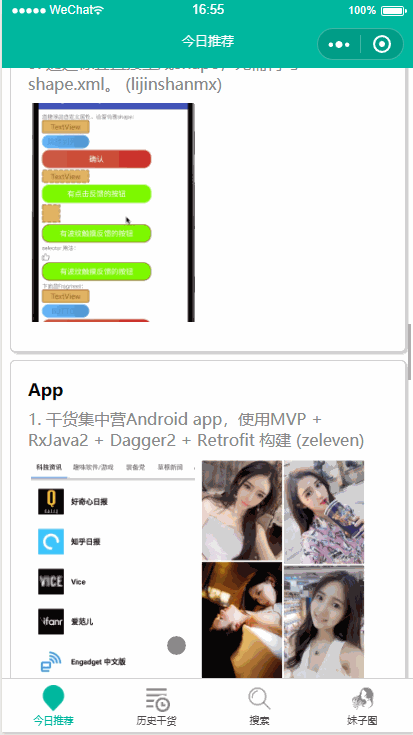 WeChat
16:55
100%
今日推荐
shape.xml。 (lijinshanmx)
TextView
确认
TextView
有点击反馈的按钮
有波纹触摸反馈的按钮
有波纹触摸反馈的按钮
TextView
App
1. 干货集中营Android app，使用MVP +
RxJava2 + Dagger2 + Retrofit 构建 (zeleven)
科技资讯
趣味软件/游戏
装备党
草根新闻
好奇心日报
知乎日报
VICE
Vice
ifanr
爱范儿
Engadget 中文版
今日推荐
历史干货
搜索
妹子圈